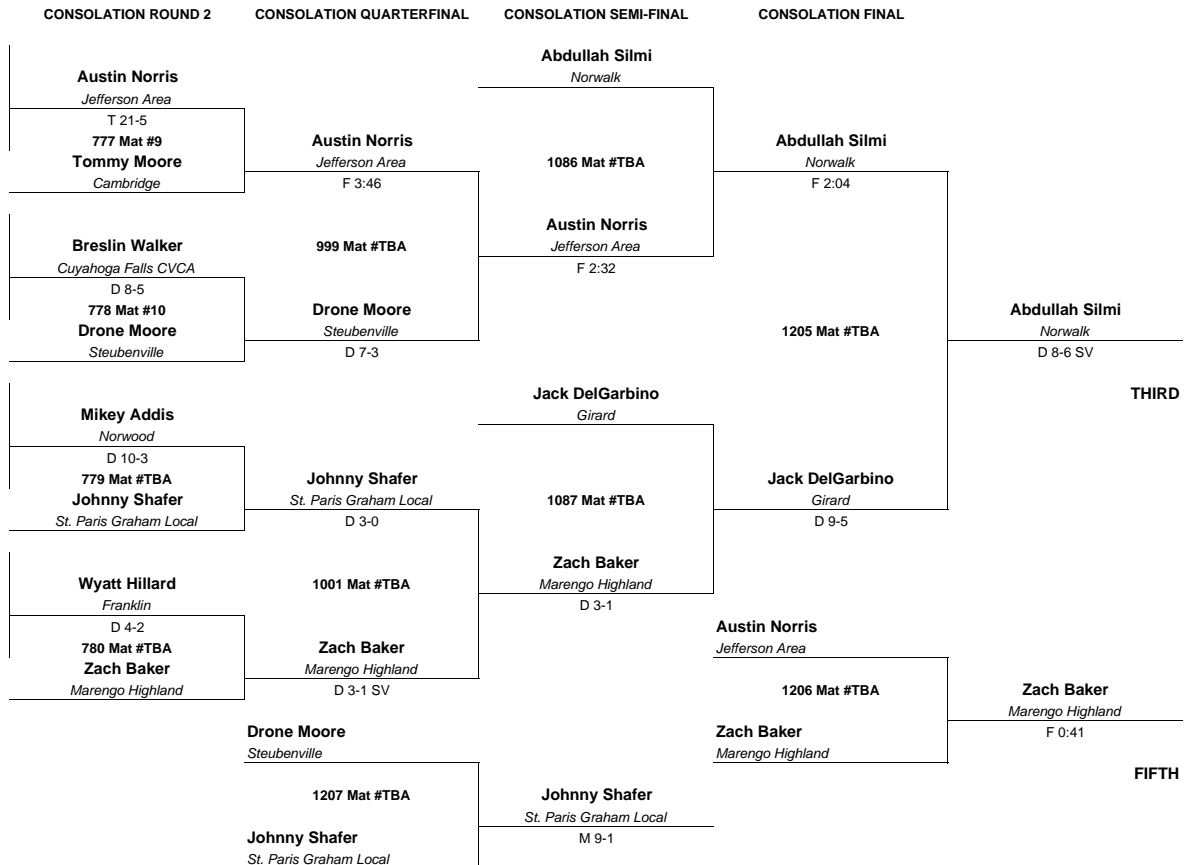 CONSOLATION ROUND 2
CONSOLATION QUARTERFINAL
CONSOLATION SEMI-FINAL
CONSOLATION FINAL
Austin Norris
Jefferson Area
T 21-5
777 Mat #9
Tommy Moore
Cambridge
Breslin Walker
Cuyahoga Falls CVCA
D 8-5
778 Mat #10
Drone Moore
Steubenville
Mikey Addis
Norwood
D 10-3
779 Mat #TBA
Johnny Shafer
St. Paris Graham Local
Wyatt Hillard
Franklin
D 4-2
780 Mat #TBA
Zach Baker
Marengo Highland
Austin Norris
Jefferson Area
F 3:46
999 Mat #TBA
Drone Moore
Steubenville
D 7-3
Johnny Shafer
St. Paris Graham Local
D 3-0
1001 Mat #TBA
Zach Baker
Marengo Highland
D 3-1 SV
Drone Moore
Steubenville
1207 Mat #TBA
Johnny Shafer
St. Paris Graham Local
Abdullah Silmi
Norwalk
1086 Mat #TBA
Austin Norris
Jefferson Area
F 2:32
Jack DelGarbino
Girard
1087 Mat #TBA
Zach Baker
Marengo Highland
D 3-1
Johnny Shafer
St. Paris Graham Local
M 9-1
Abdullah Silmi
Norwalk
F 2:04
1205 Mat #TBA
Jack DelGarbino
Girard
D 9-5
Austin Norris
Jefferson Area
1206 Mat #TBA
Zach Baker
Marengo Highland
Abdullah Silmi
Norwalk
D 8-6 SV
THIRD
Zach Baker
Marengo Highland
F 0:41
FIFTH